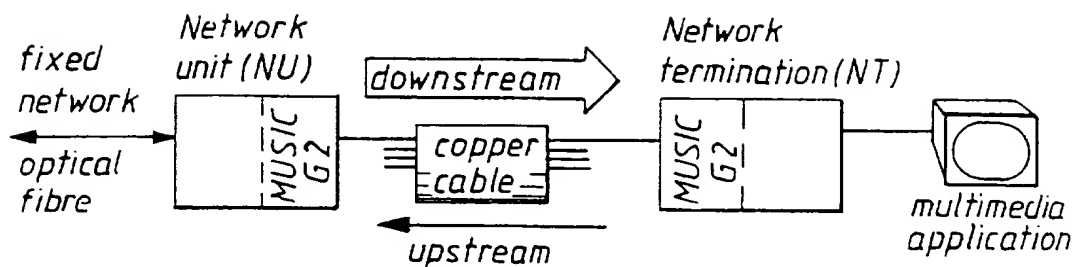 fixed
network
optical
fibre
Network
unit (NU)
MUSIC
G2
downstream
copper
cable
upstream
Network
termination (NT)
MUSIC
G2
multimedia
application